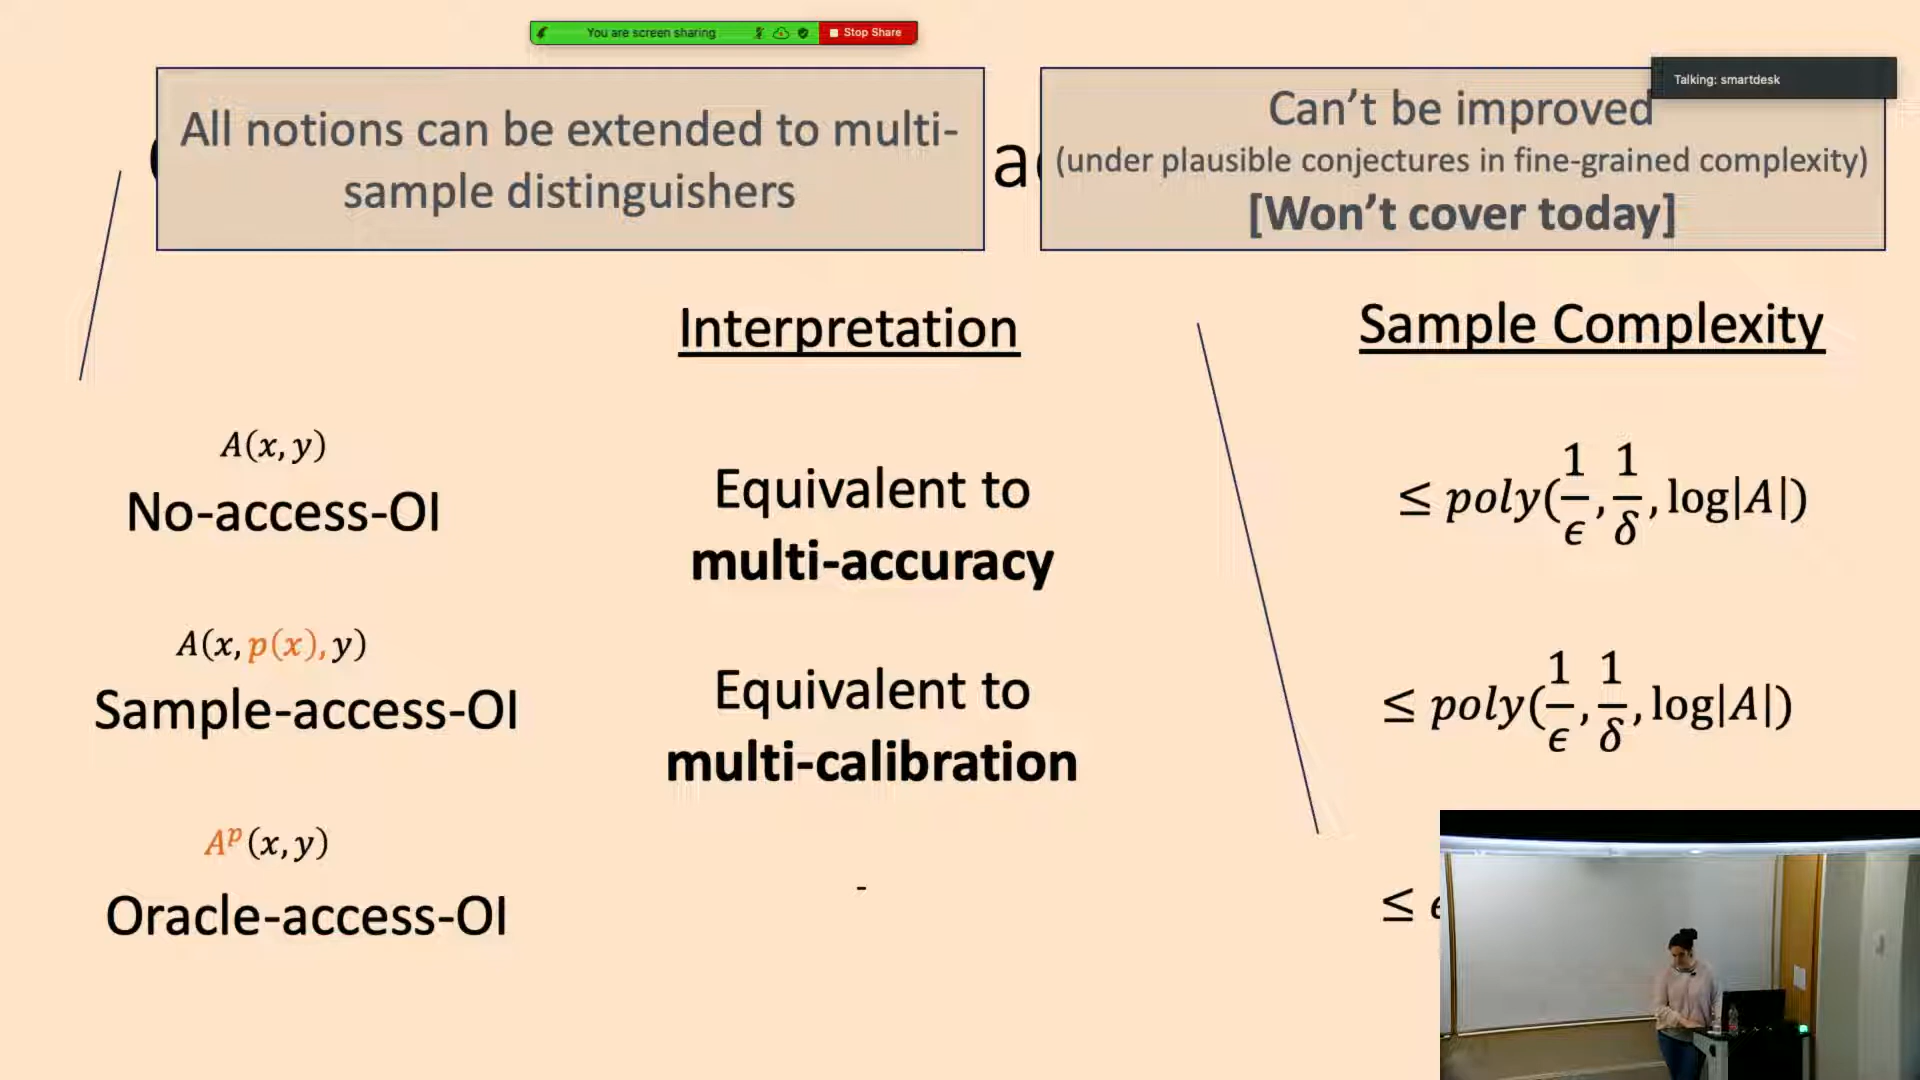 You are screen sharing
Stop Share
Talking: smartdesk
All notions can be extended to multi-
sample distinguishers
Can’t be improved
(under plausible conjectures in fine-grained complexity)
[Won’t cover today]
Interpretation
Sample Complexity
A(x, y)
No-access-OI
Equivalent to
multi-accuracy
≤ poly(1/ϵ, 1/δ, log|A|)
A(x, p(x), y)
Sample-access-OI
Equivalent to
multi-calibration
≤ poly(1/ϵ, 1/δ, log|A|)
A^p(x, y)
Oracle-access-OI
-
≤